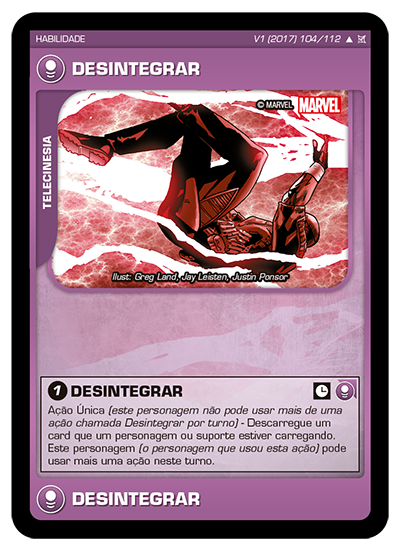 HABILIDADE V1 (2017) 104/112
DESINTEGRAR
© MARVEL MARVEL
TELECINESIA
Ilust: Greg Land, Jay Leisten, Justin Ponsor
1 DESINTEGRAR
Ação Única (este personagem não pode usar mais de uma
ação chamada Desintegrar por turno) - Descarregue um
card que um personagem ou suporte estiver carregando.
Este personagem (o personagem que usou esta ação) pode
usar mais uma ação neste turno.
DESINTEGRAR